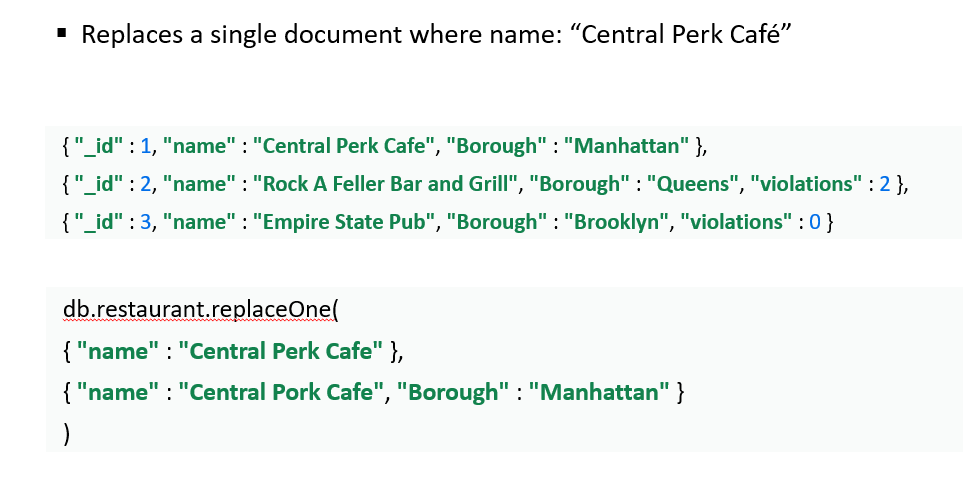 ▪ Replaces a single document where name: “Central Perk Café”
{ "_id" : 1, "name" : "Central Perk Cafe", "Borough" : "Manhattan" },
{ "_id" : 2, "name" : "Rock A Feller Bar and Grill", "Borough" : "Queens", "violations" : 2 },
{ "_id" : 3, "name" : "Empire State Pub", "Borough" : "Brooklyn", "violations" : 0 }
db.restaurant.replaceOne(
{ "name" : "Central Perk Cafe" },
{ "name" : "Central Pork Cafe", "Borough" : "Manhattan" }
)